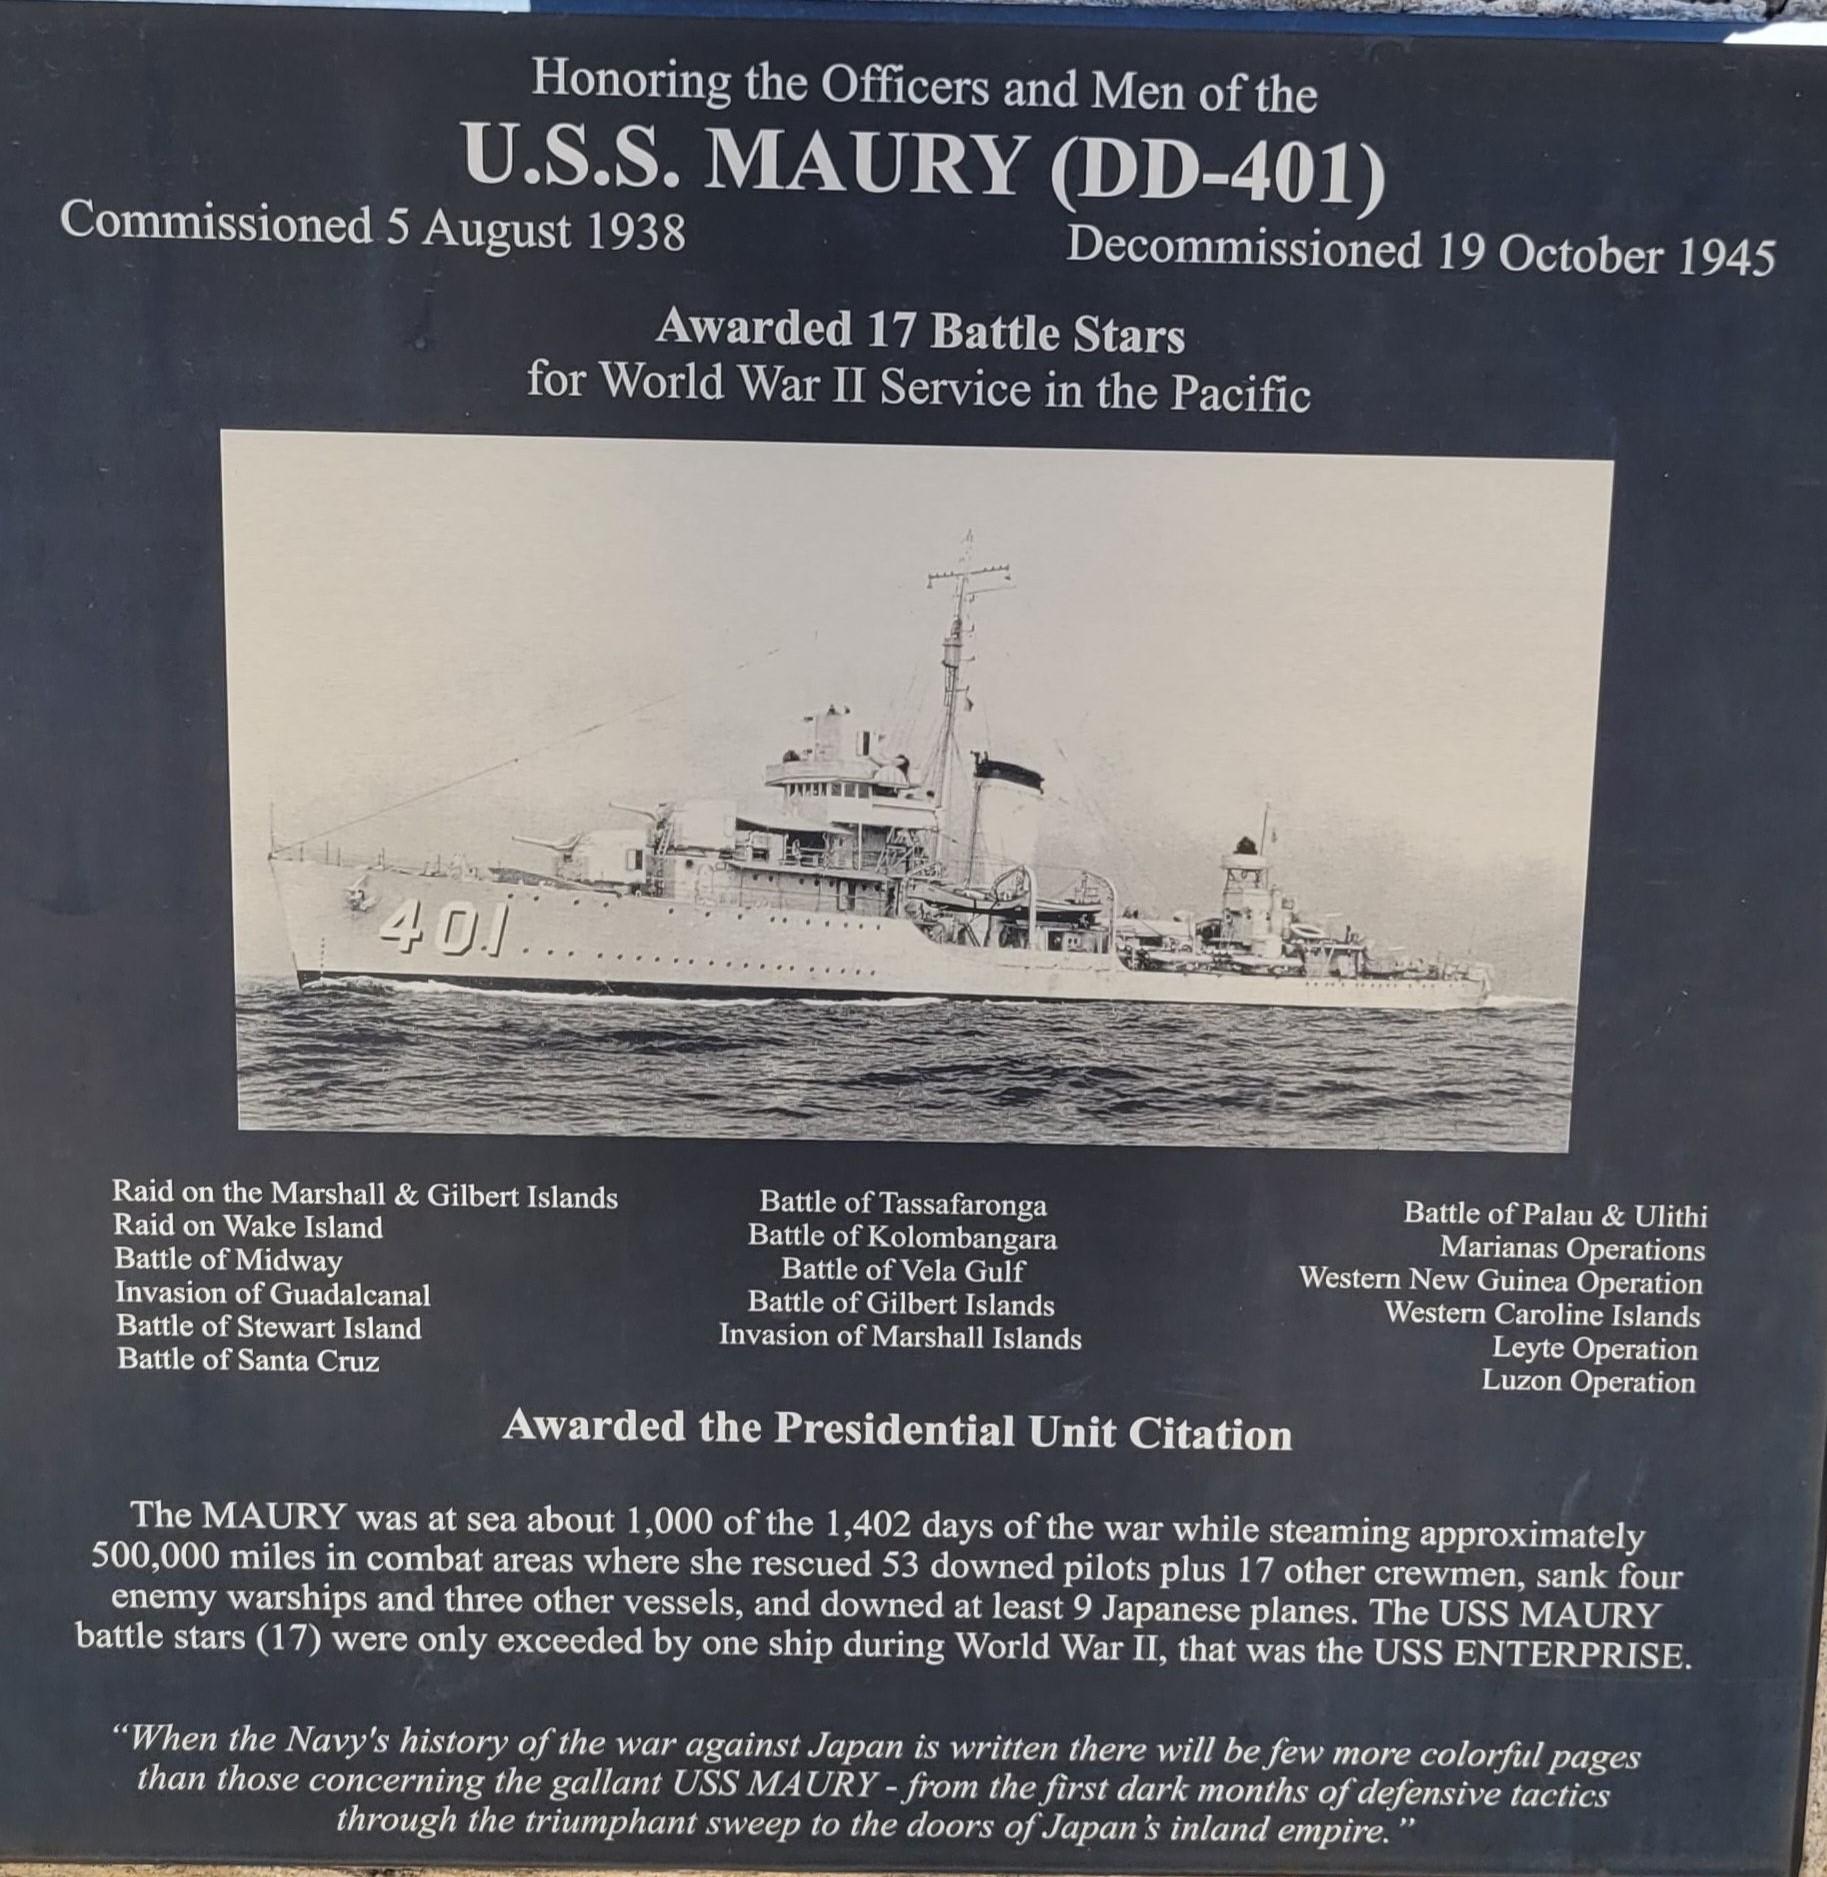 Honoring the Officers and Men of the
U.S.S. MAURY (DD-401)
Commissioned 5 August 1938
Decommissioned 19 October 1945
Awarded 17 Battle Stars
for World War II Service in the Pacific
401
Raid on the Marshall & Gilbert Islands
Raid on Wake Island
Battle of Midway
Invasion of Guadalcanal
Battle of Stewart Island
Battle of Santa Cruz
Battle of Tassafaronga
Battle of Kolombangara
Battle of Vela Gulf
Battle of Gilbert Islands
Invasion of Marshall Islands
Battle of Palau & Ulithi
Marianas Operations
Western New Guinea Operation
Western Caroline Islands
Leyte Operation
Luzon Operation
Awarded the Presidential Unit Citation
The MAURY was at sea about 1,000 of the 1,402 days of the war while steaming approximately
500,000 miles in combat areas where she rescued 53 downed pilots plus 17 other crewmen, sank four
enemy warships and three other vessels, and downed at least 9 Japanese planes. The USS MAURY
battle stars (17) were only exceeded by one ship during World War II, that was the USS ENTERPRISE.
“When the Navy's history of the war against Japan is written there will be few more colorful pages
than those concerning the gallant USS MAURY - from the first dark months of defensive tactics
through the triumphant sweep to the doors of Japan’s inland empire.”